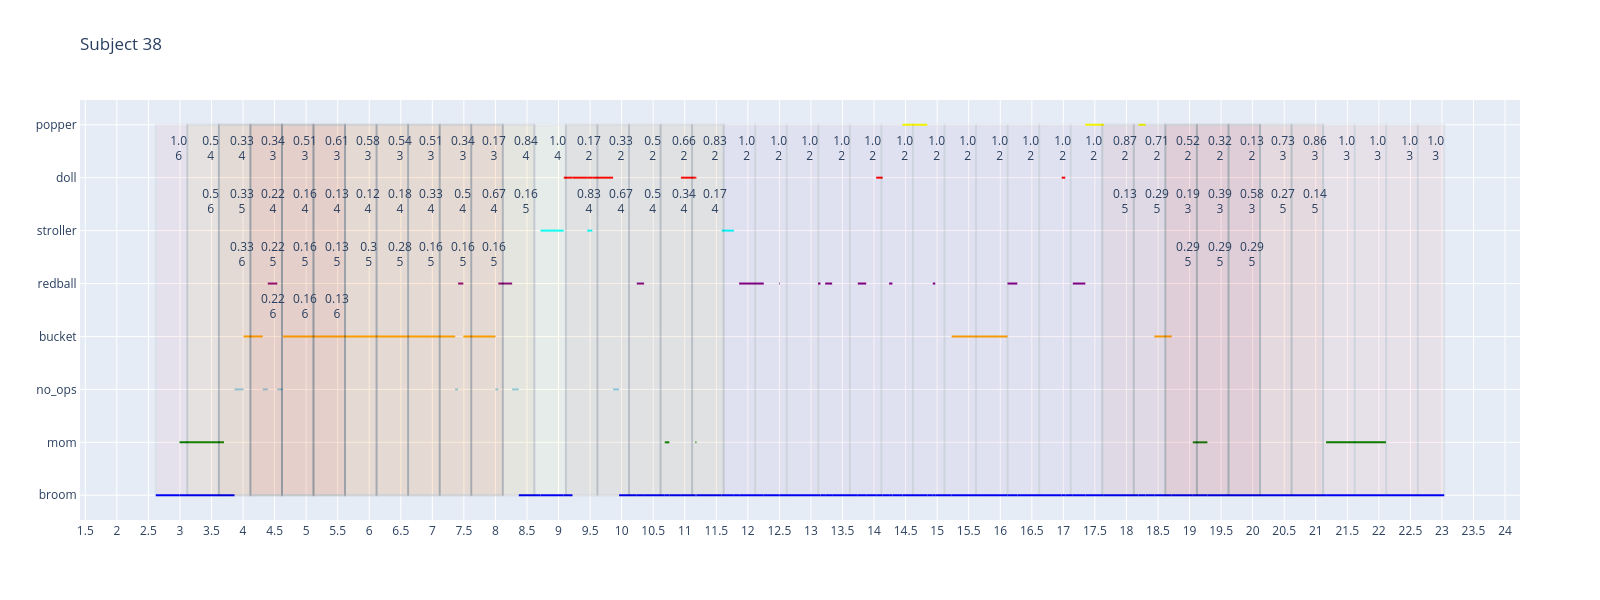 Subject 38
popper
1.0 0.5 0.33 0.34 0.51 0.61 0.58 0.54 0.51 0.34 0.17 0.84 1.0 0.17 0.33 0.5 0.66 0.83 1.0 1.0 1.0 1.0 1.0 1.0 1.0 1.0 1.0 1.0 1.0 1.0 0.87 0.71 0.52 0.32 0.13 0.73 0.86 1.0 1.0 1.0 1.0
6 4 4 3 3 3 3 3 3 3 3 4 4 2 2 2 2 2 2 2 2 2 2 2 2 2 2 2 2 2 2 2 2 2 2 3 3 3 3 3 3
doll
0.5 0.33 0.22 0.16 0.13 0.12 0.18 0.33 0.5 0.67 0.16 0.83 0.67 0.5 0.34 0.17 0.13 0.29 0.19 0.39 0.58 0.27 0.14
6 5 4 4 4 4 4 4 4 4 5 4 4 4 4 4 5 5 3 3 3 5 5
stroller
0.33 0.22 0.16 0.13 0.3 0.28 0.16 0.16 0.16 0.29 0.29 0.29
6 5 5 5 5 5 5 5 5 5 5 5
redball
0.22 0.16 0.13
6 6 6
bucket
no_ops
mom
broom
1.5 2 2.5 3 3.5 4 4.5 5 5.5 6 6.5 7 7.5 8 8.5 9 9.5 10 10.5 11 11.5 12 12.5 13 13.5 14 14.5 15 15.5 16 16.5 17 17.5 18 18.5 19 19.5 20 20.5 21 21.5 22 22.5 23 23.5 24